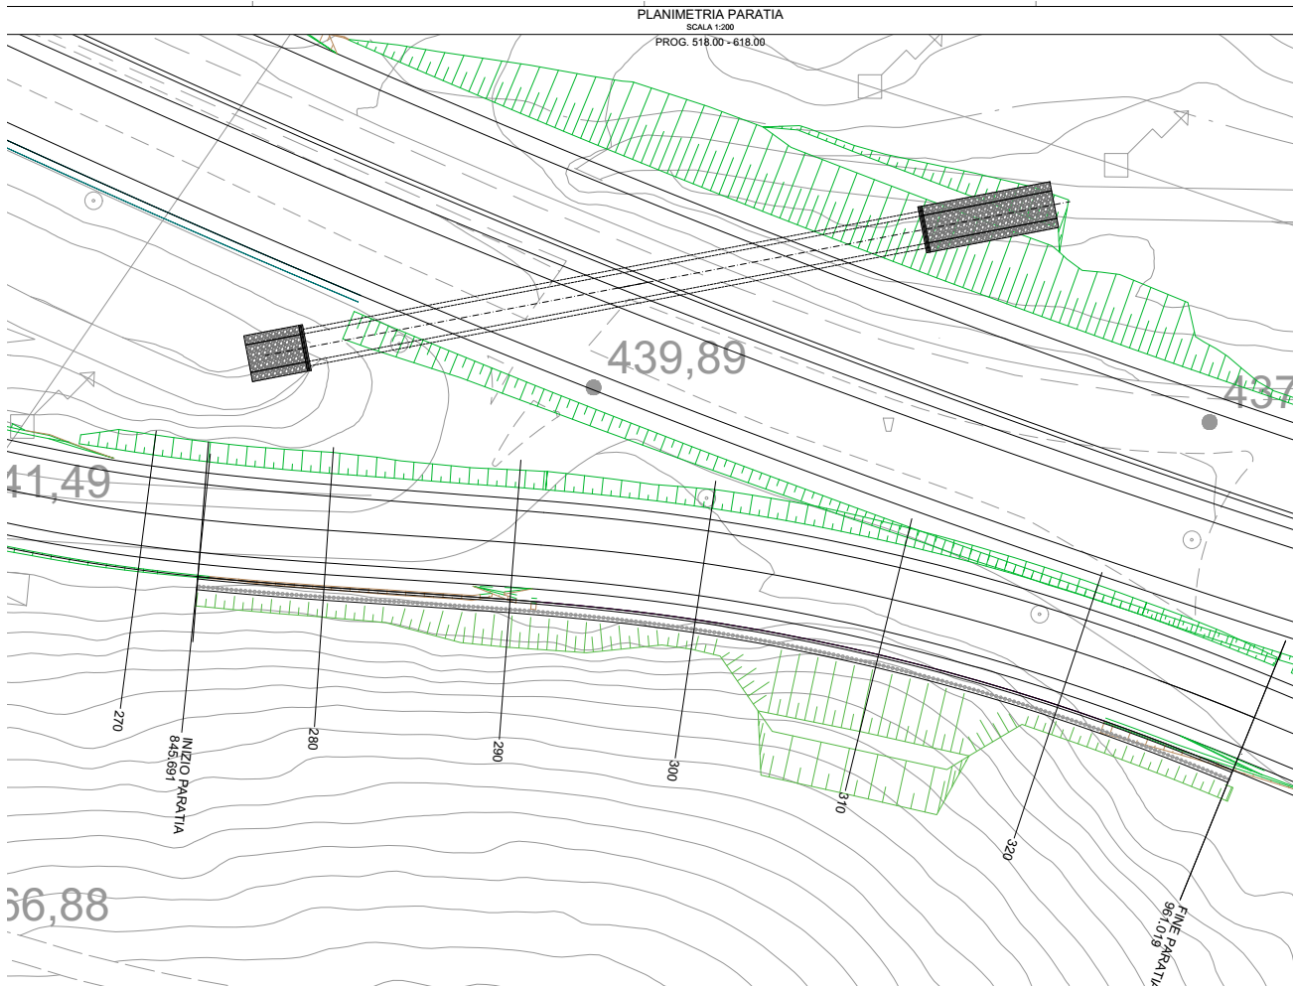 PLANIMETRIA PARATIA
SCALA 1:200
PROG. 518.00 - 618.00
439,89
437
41,49
270
INIZIO PARATIA
845.691
280
290
300
310
320
FINE PARATIA
961.019
66,88